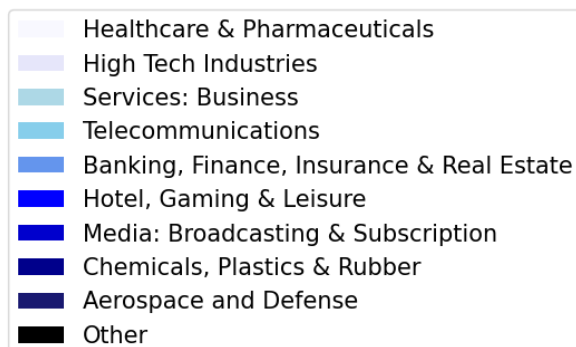 Healthcare & Pharmaceuticals
High Tech Industries
Services: Business
Telecommunications
Banking, Finance, Insurance & Real Estate
Hotel, Gaming & Leisure
Media: Broadcasting & Subscription
Chemicals, Plastics & Rubber
Aerospace and Defense
Other